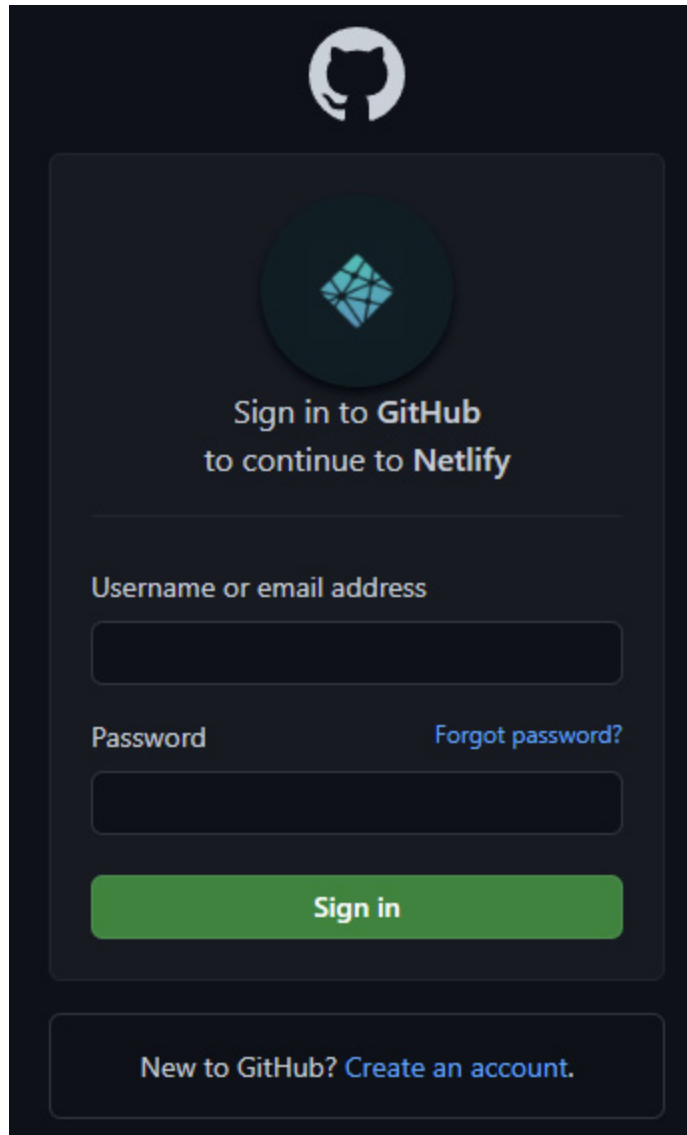 Sign in to GitHub
to continue to Netlify
Username or email address
Password Forgot password?
Sign in
New to GitHub? Create an account.